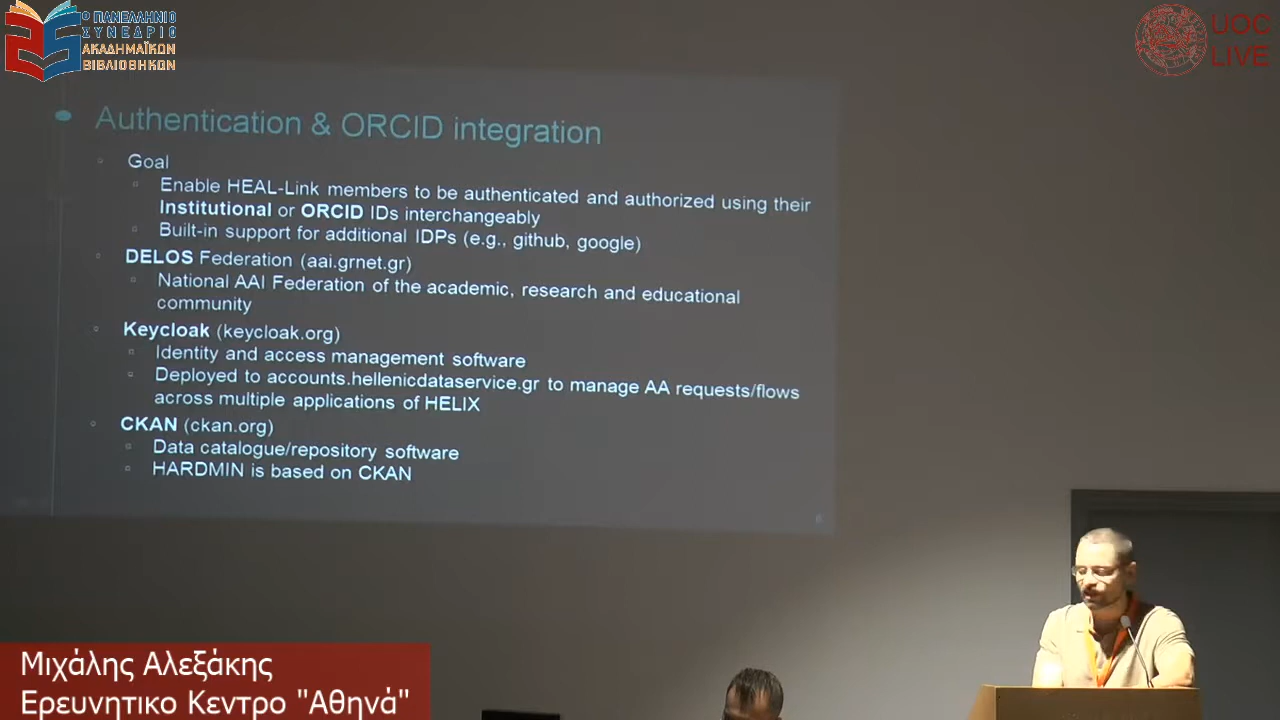 Ο ΠΑΝΕΛΛΗΝΙΟ
ΣΥΝΕΔΡΙΟ
ΑΚΑΔΗΜΑΪΚΩΝ
ΒΙΒΛΙΟΘΗΚΩΝ
UOC
LIVE
Authentication & ORCID integration
Goal
Enable HEAL-Link members to be authenticated and authorized using their
Institutional or ORCID IDs interchangeably
Built-in support for additional IDPs (e.g., github, google)
DELOS Federation (aai.grnet.gr)
National AAI Federation of the academic, research and educational
community
Keycloak (keycloak.org)
Identity and access management software
Deployed to accounts.hellenicdataservice.gr to manage AA requests/flows
across multiple applications of HELIX
CKAN (ckan.org)
Data catalogue/repository software
HARDMIN is based on CKAN
Μιχάλης Αλεξάκης
Ερευνητικο Κεντρο "Αθηνά"